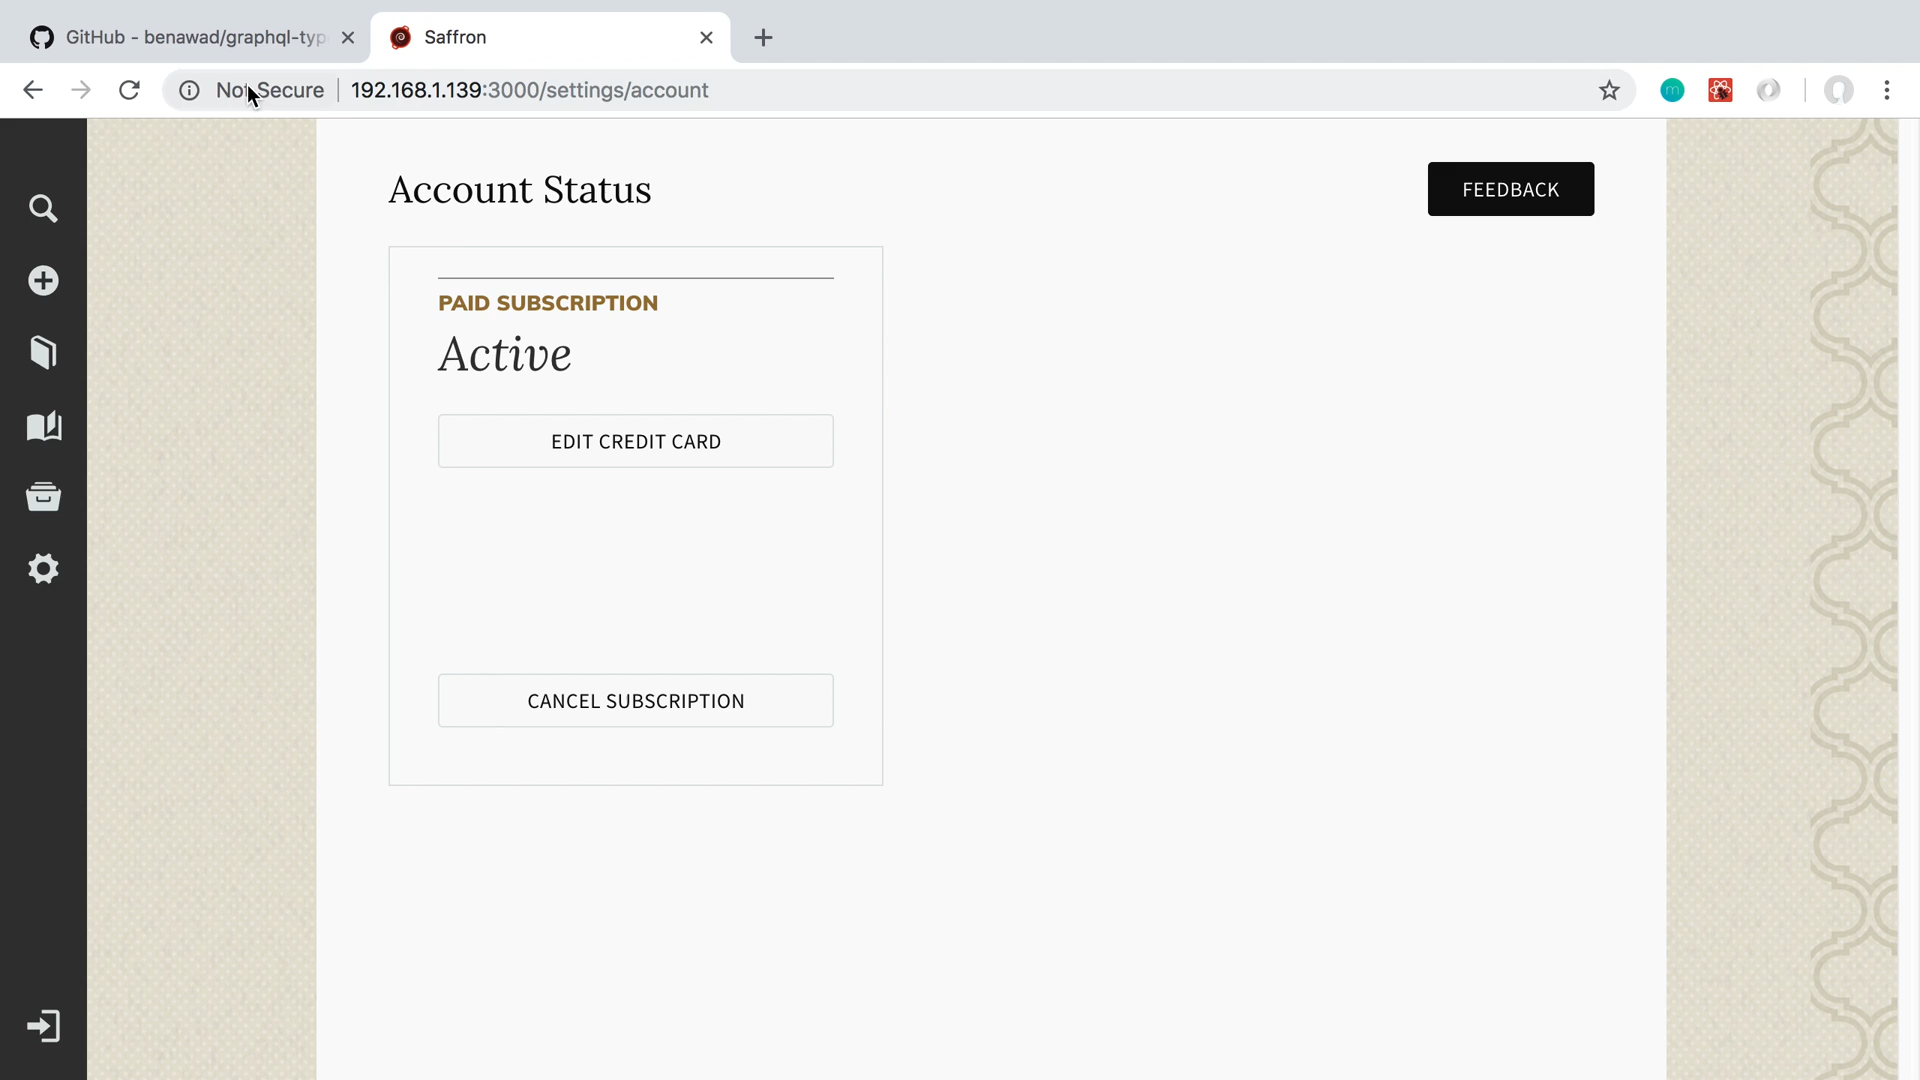 GitHub - benawad/graphql-typ
Saffron
Not Secure
192.168.1.139:3000/settings/account
m
Account Status
FEEDBACK
PAID SUBSCRIPTION
Active
EDIT CREDIT CARD
CANCEL SUBSCRIPTION